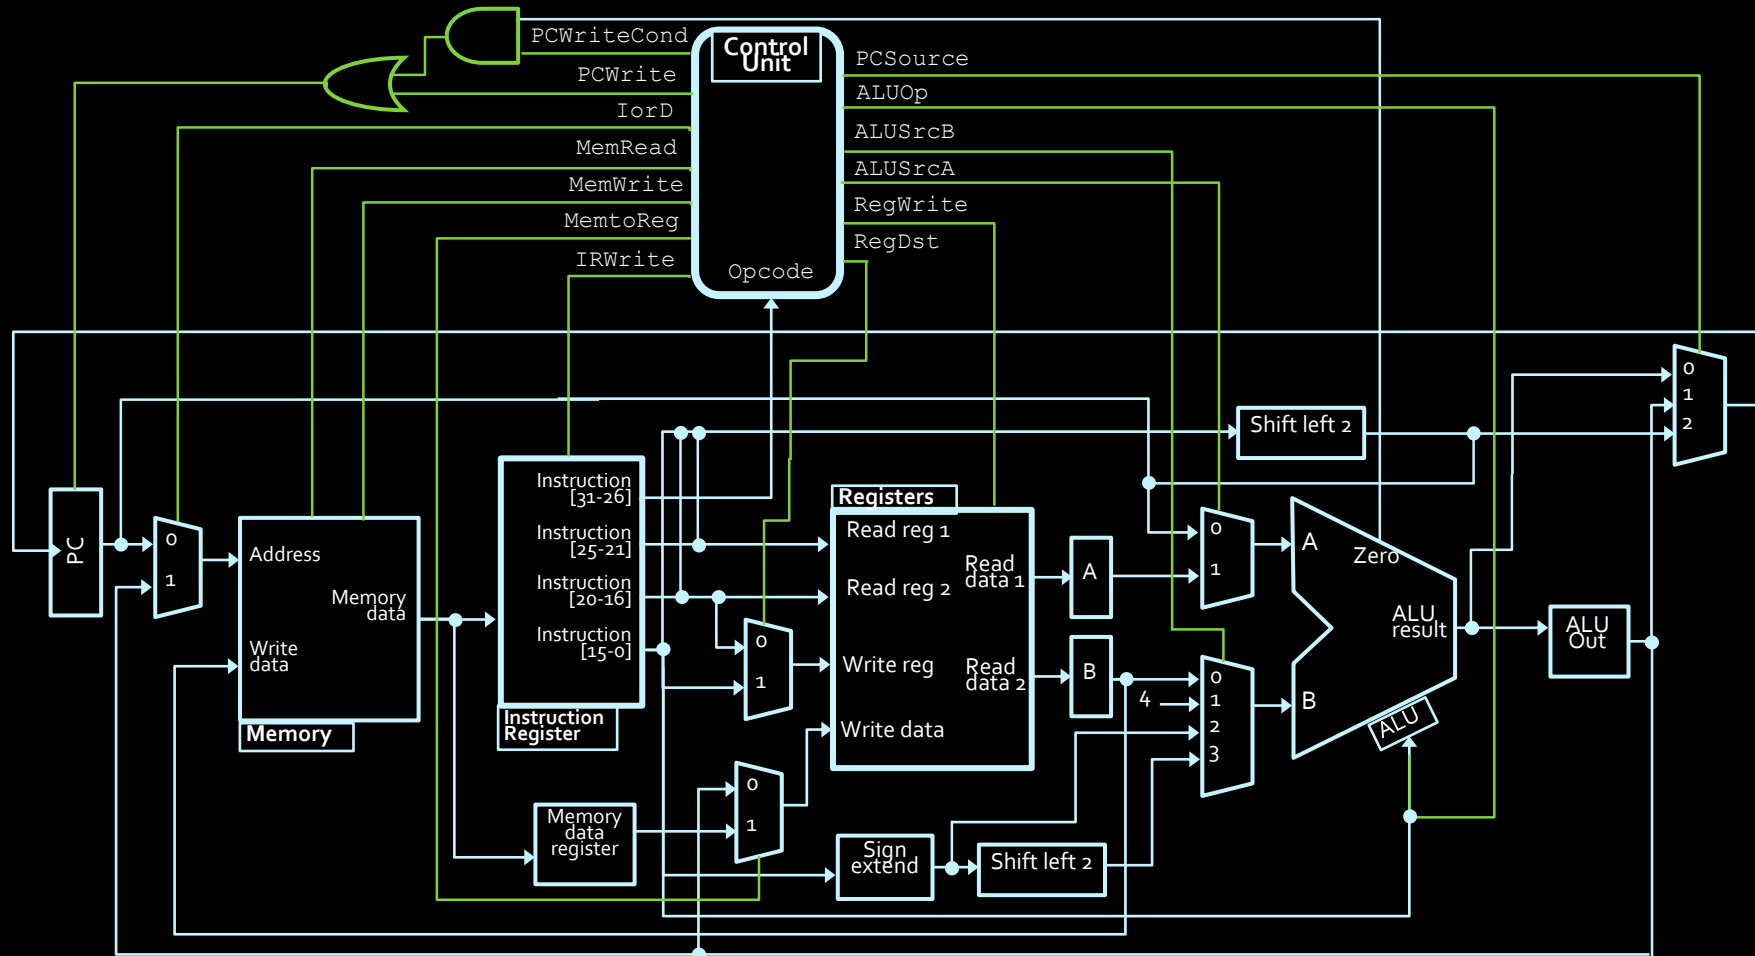 PCWriteCond
PCWrite
IorD
MemRead
MemWrite
MemtoReg
IRWrite
Control
Unit
Opcode
PCSource
ALUOp
ALUSrcB
ALUSrcA
RegWrite
RegDst
0
1
2
Shift left 2
PC
0
1
Address
Memory
data
Write
data
Memory
Instruction
[31-26]
Instruction
[25-21]
Instruction
[20-16]
Instruction
[15-0]
Instruction
Register
0
1
Registers
Read reg 1
Read reg 2
Write reg
Write data
Read
data 1
Read
data 2
A
B
4
0
1
0
1
2
3
A
B
Zero
ALU
result
ALU
ALU
Out
Memory
data
register
0
1
Sign
extend
Shift left 2